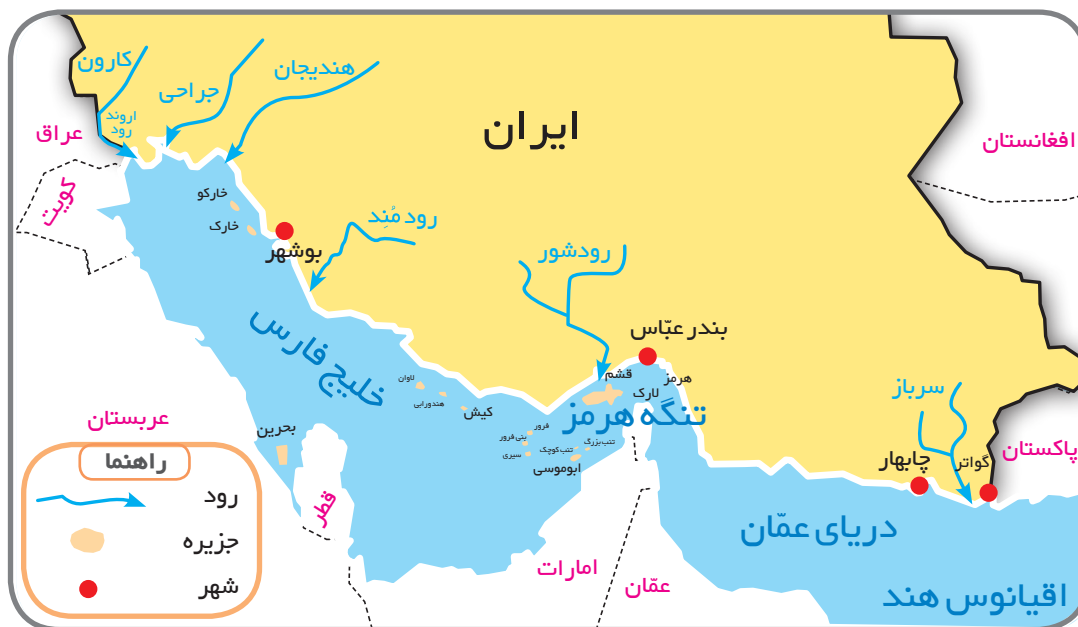 کارون
جراحی
هندیجان
اروند
رود
ایران
افغانستان
عراق
کویت
خارکو
خارک
بوشهر
رود مُند
رودشور
خلیج فارس
بندر عبّاس
قشم
هرمز
لارک
تنگه هرمز
لاوان
هندورابی
کیش
فرور
بنی فرور
سیری
تنب بزرگ
تنب کوچک
ابوموسی
سرباز
چابهار
گواتر
پاکستان
عربستان
بحرین
قطر
امارات
عمّان
دریای عمّان
اقیانوس هند
راهنما
رود
جزیره
شهر